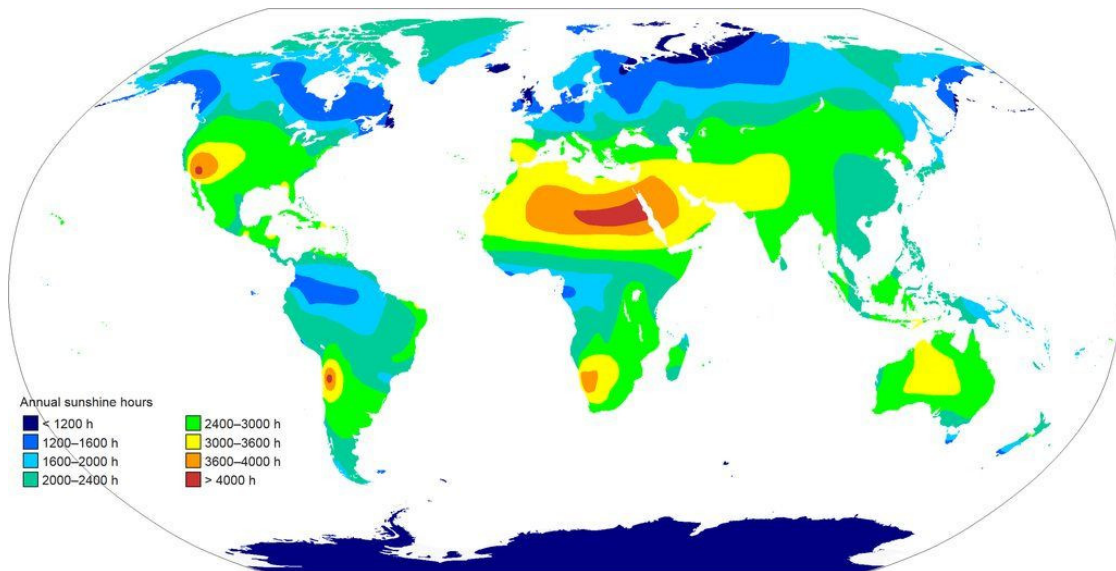 Annual sunshine hours
< 1200 h
1200–1600 h
1600–2000 h
2000–2400 h
2400–3000 h
3000–3600 h
3600–4000 h
> 4000 h